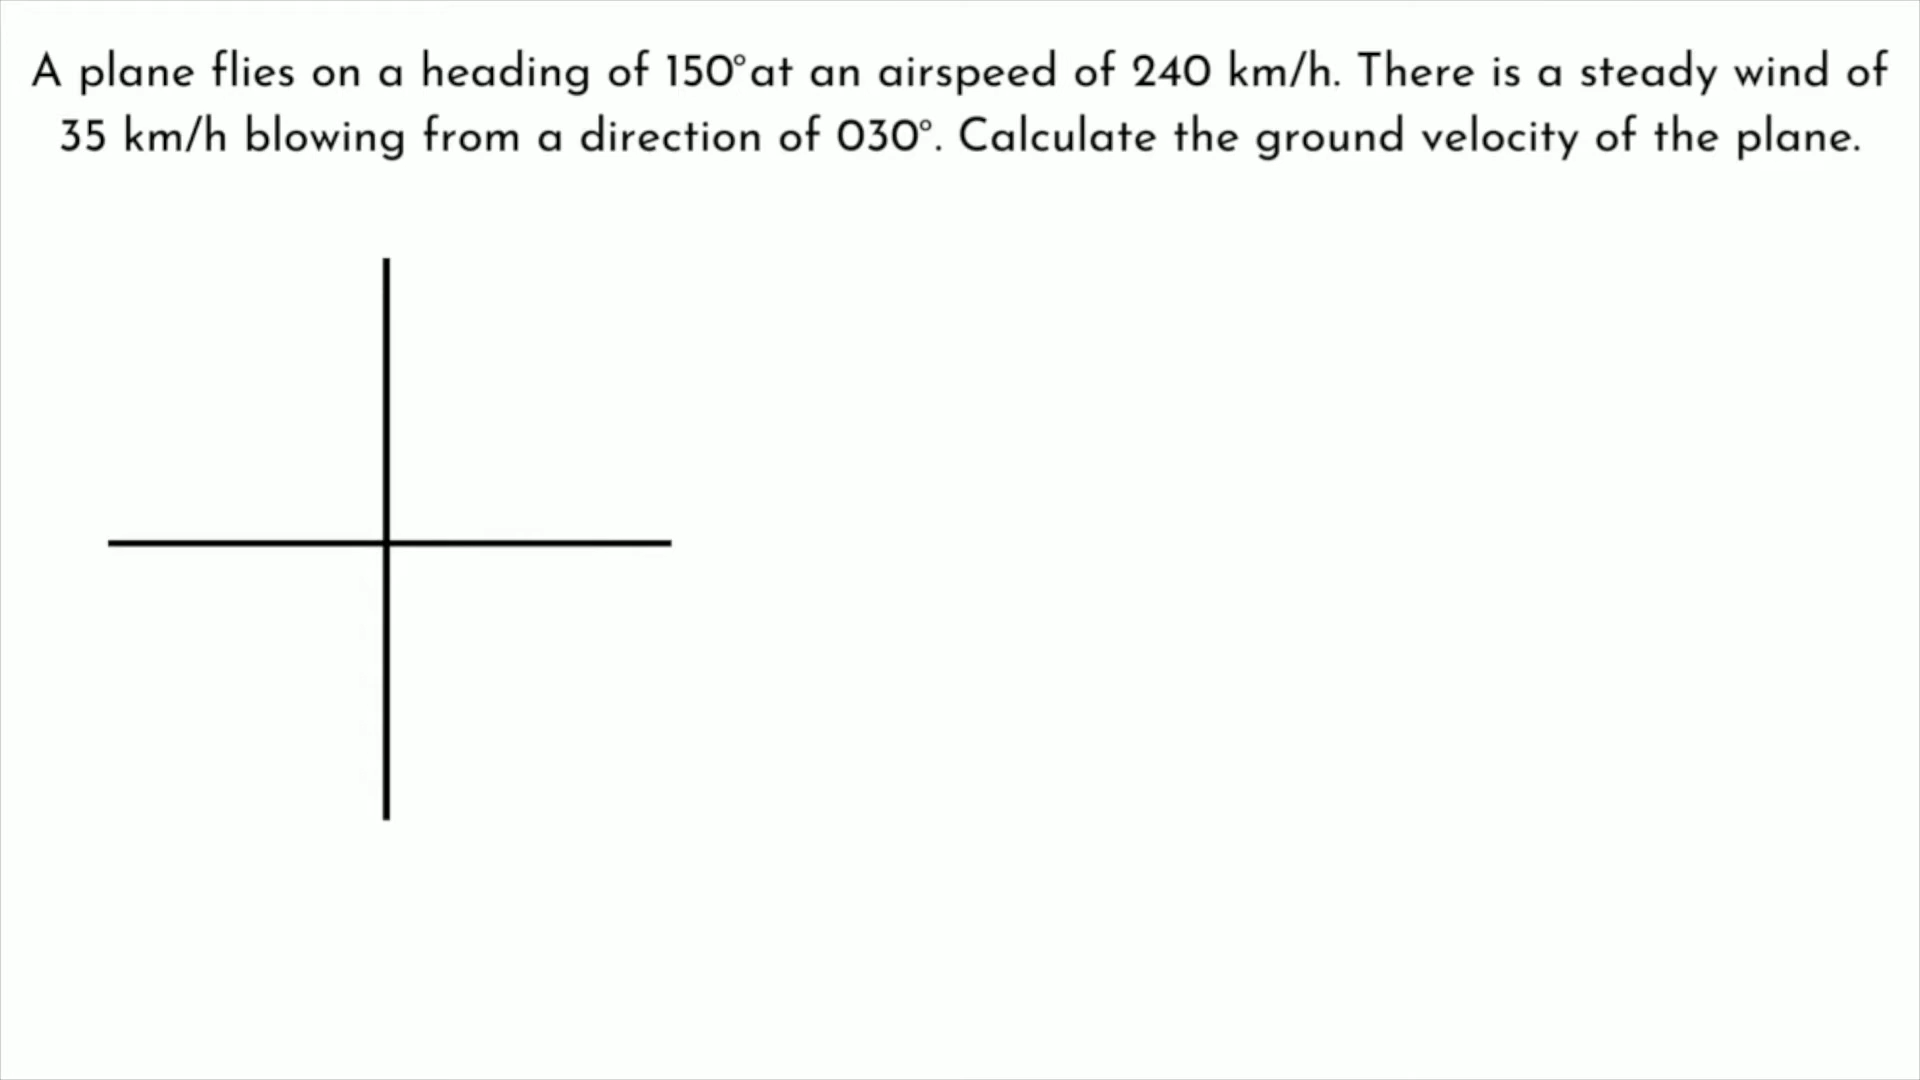 A plane flies on a heading of 150° at an airspeed of 240 km/h. There is a steady wind of
35 km/h blowing from a direction of 030°. Calculate the ground velocity of the plane.